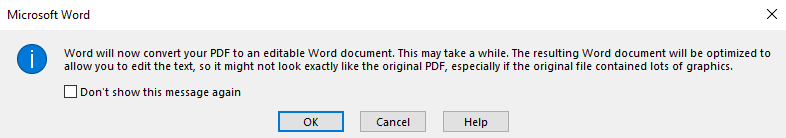 Microsoft Word
Word will now convert your PDF to an editable Word document. This may take a while. The resulting Word document will be optimized to
allow you to edit the text, so it might not look exactly like the original PDF, especially if the original file contained lots of graphics.
Don't show this message again
OK Cancel Help